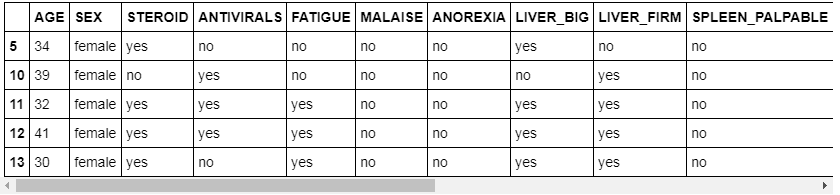 AGE SEX STEROID ANTIVIRALS FATIGUE MALAISE ANOREXIA LIVER_BIG LIVER_FIRM SPLEEN_PALPABLE
5 34 female yes no no no no yes no no
10 39 female no yes no no no no yes no
11 32 female yes yes yes no no yes yes no
12 41 female yes yes yes no no yes yes no
13 30 female yes no yes no no yes yes no